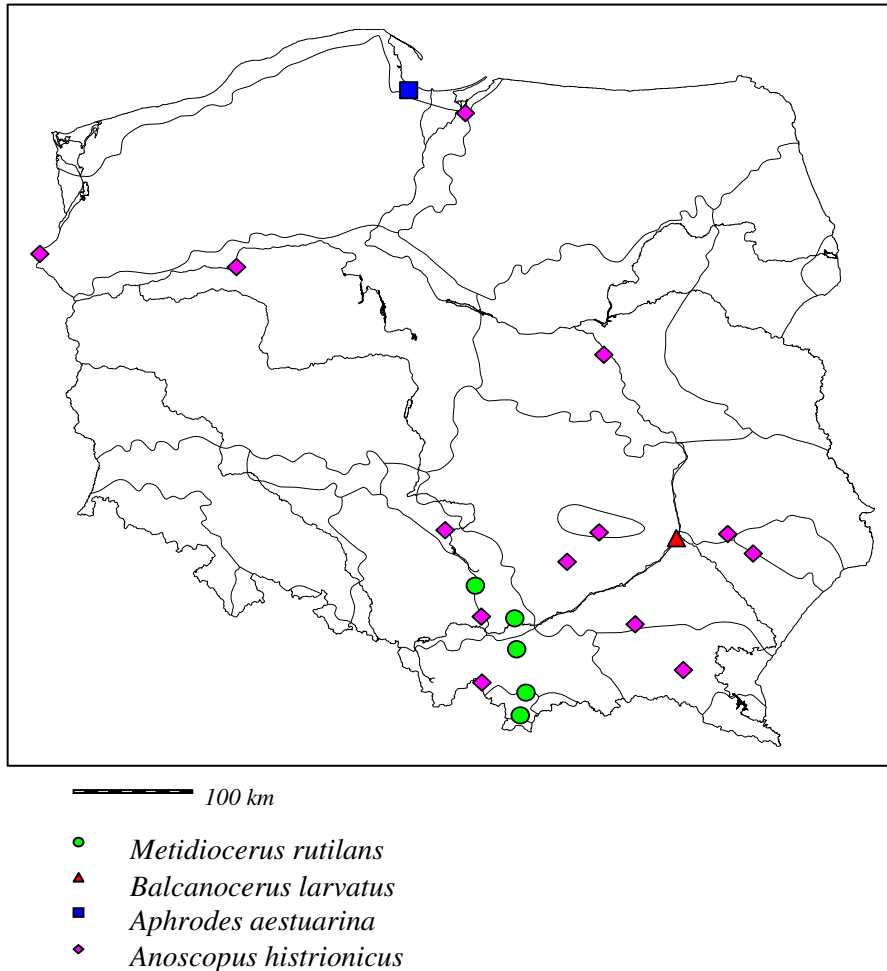 100 km
Metidiocerus rutilans
Balcanocerus larvatus
Aphrodes aestuarina
Anoscopus histrionicus